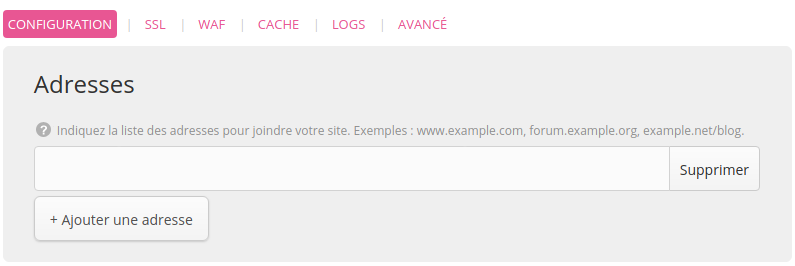 CONFIGURATION | SSL | WAF | CACHE | LOGS | AVANCÉ
Adresses
? Indiquez la liste des adresses pour joindre votre site. Exemples : www.example.com, forum.example.org, example.net/blog.
Supprimer
+ Ajouter une adresse